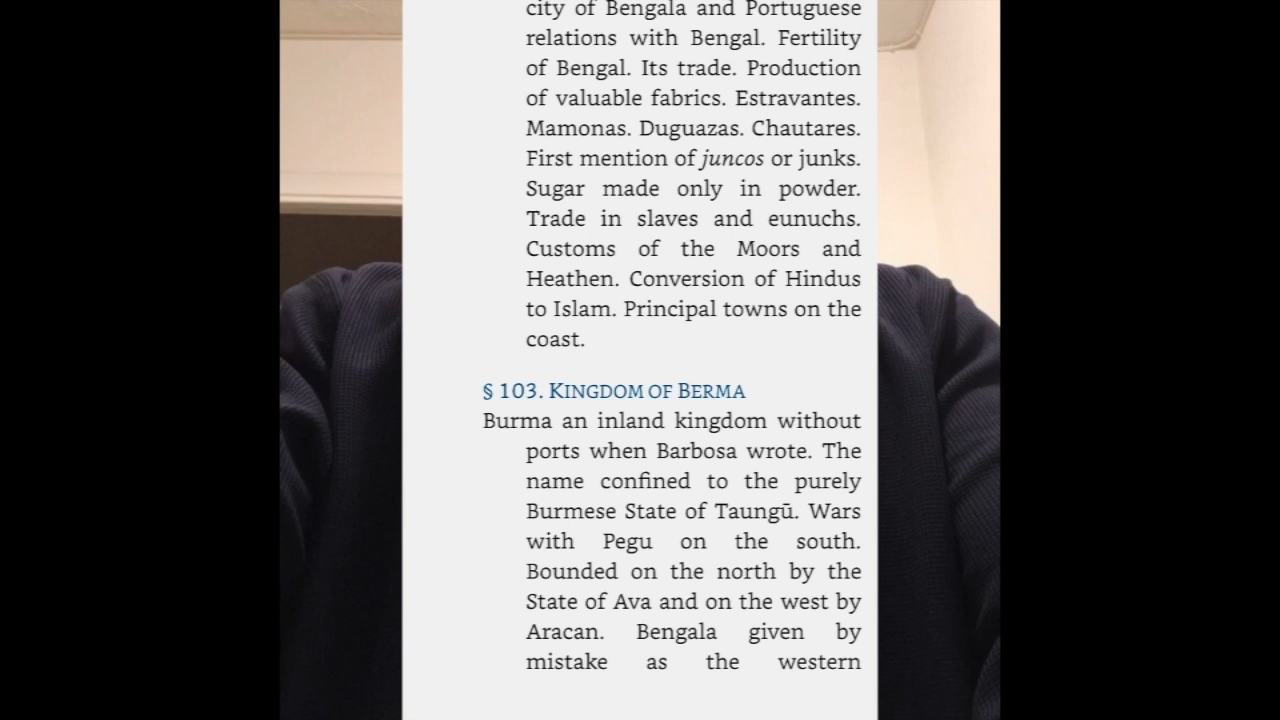 city of Bengala and Portuguese
relations with Bengal. Fertility
of Bengal. Its trade. Production
of valuable fabrics. Estravantes.
Mamonas. Duguazas. Chautares.
First mention of juncos or junks.
Sugar made only in powder.
Trade in slaves and eunuchs.
Customs of the Moors and
Heathen. Conversion of Hindus
to Islam. Principal towns on the
coast.
§ 103. KINGDOM OF BERMA
Burma an inland kingdom without
ports when Barbosa wrote. The
name confined to the purely
Burmese State of Taungū. Wars
with Pegu on the south.
Bounded on the north by the
State of Ava and on the west by
Aracan. Bengala given by
mistake as the western